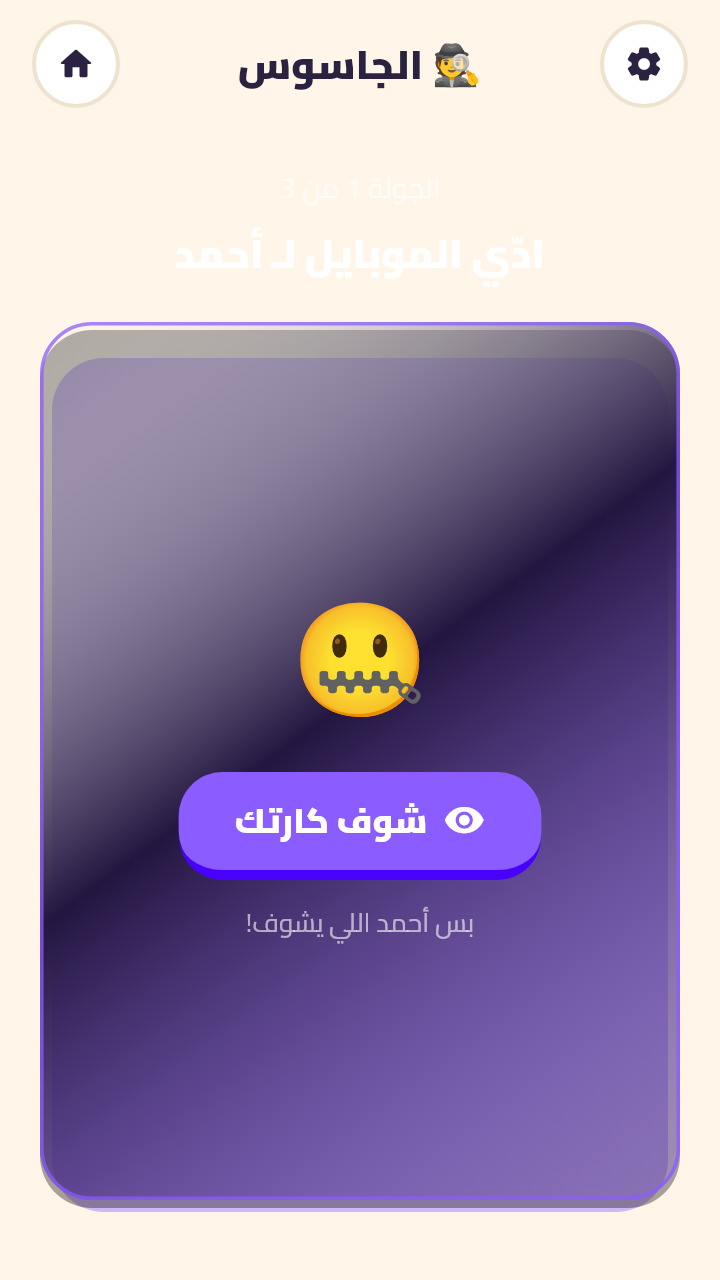 الجاسوس 🕵️
الجولة 1 من 3
ادّي الموبايل لـ أحمد
شوف كارتك
بس أحمد اللي يشوف!